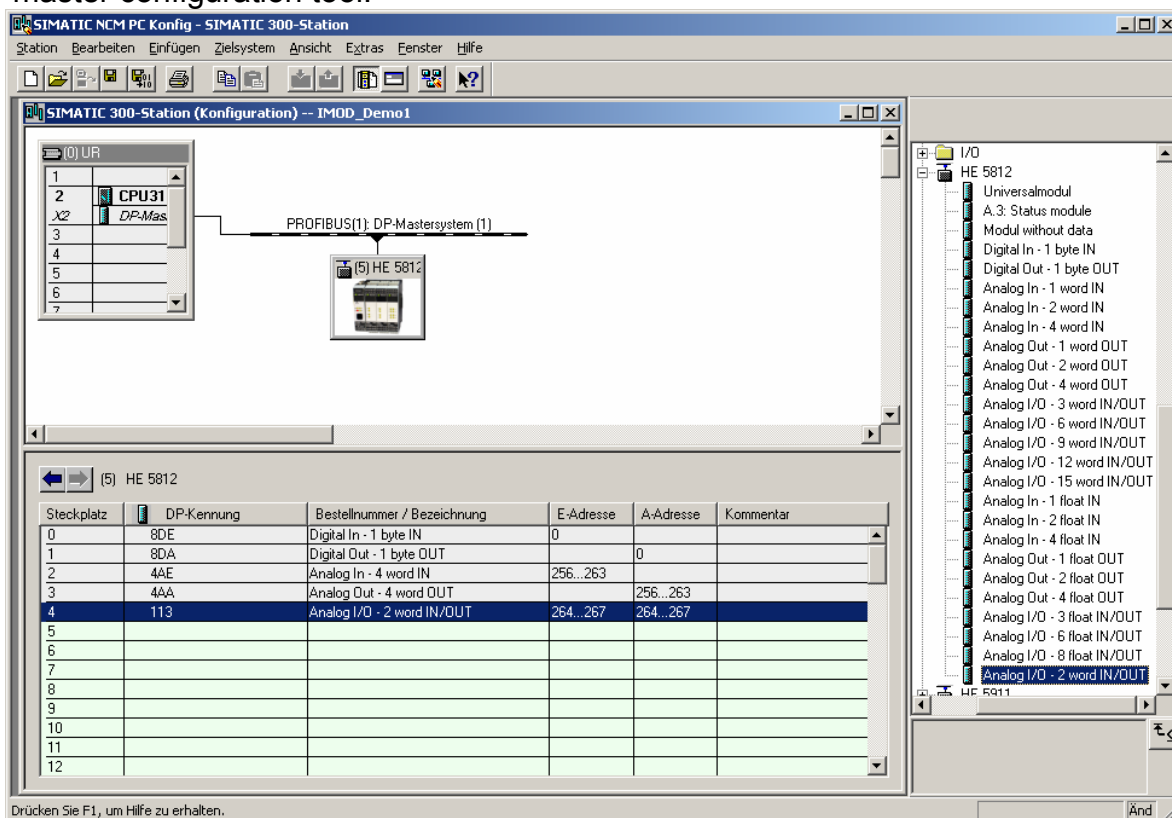 master configuration tool.
SIMATIC NCM PC Konfig - SIMATIC 300-Station
Station Bearbeiten Einfügen Zielsystem Ansicht Extras Fenster Hilfe
SIMATIC 300-Station (Konfiguration) -- IMOD_Demo1
(0) UR
1
2 CPU31
X2 DP-Mas
3
4
5
6
7
PROFIBUS(1): DP-Mastersystem (1)
(5) HE 5812
I/O
HE 5812
Universalmodul
A.3: Status module
Modul without data
Digital In - 1 byte IN
Digital Out - 1 byte OUT
Analog In - 1 word IN
Analog In - 2 word IN
Analog In - 4 word IN
Analog Out - 1 word OUT
Analog Out - 2 word OUT
Analog Out - 4 word OUT
Analog I/O - 3 word IN/OUT
Analog I/O - 6 word IN/OUT
Analog I/O - 9 word IN/OUT
Analog I/O - 12 word IN/OUT
Analog I/O - 15 word IN/OUT
Analog In - 1 float IN
Analog In - 2 float IN
Analog In - 4 float IN
Analog Out - 1 float OUT
Analog Out - 2 float OUT
Analog Out - 4 float OUT
Analog I/O - 3 float IN/OUT
Analog I/O - 6 float IN/OUT
Analog I/O - 8 float IN/OUT
Analog I/O - 2 word IN/OUT
HE 5911
(5) HE 5812
Steckplatz DP-Kennung Bestellnummer / Bezeichnung E-Adresse A-Adresse Kommentar
0 8DE Digital In - 1 byte IN 0
1 8DA Digital Out - 1 byte OUT 0
2 4AE Analog In - 4 word IN 256...263
3 4AA Analog Out - 4 word OUT 256...263
4 113 Analog I/O - 2 word IN/OUT 264...267 264...267
5
6
7
8
9
10
11
12
Drücken Sie F1, um Hilfe zu erhalten.
Änd